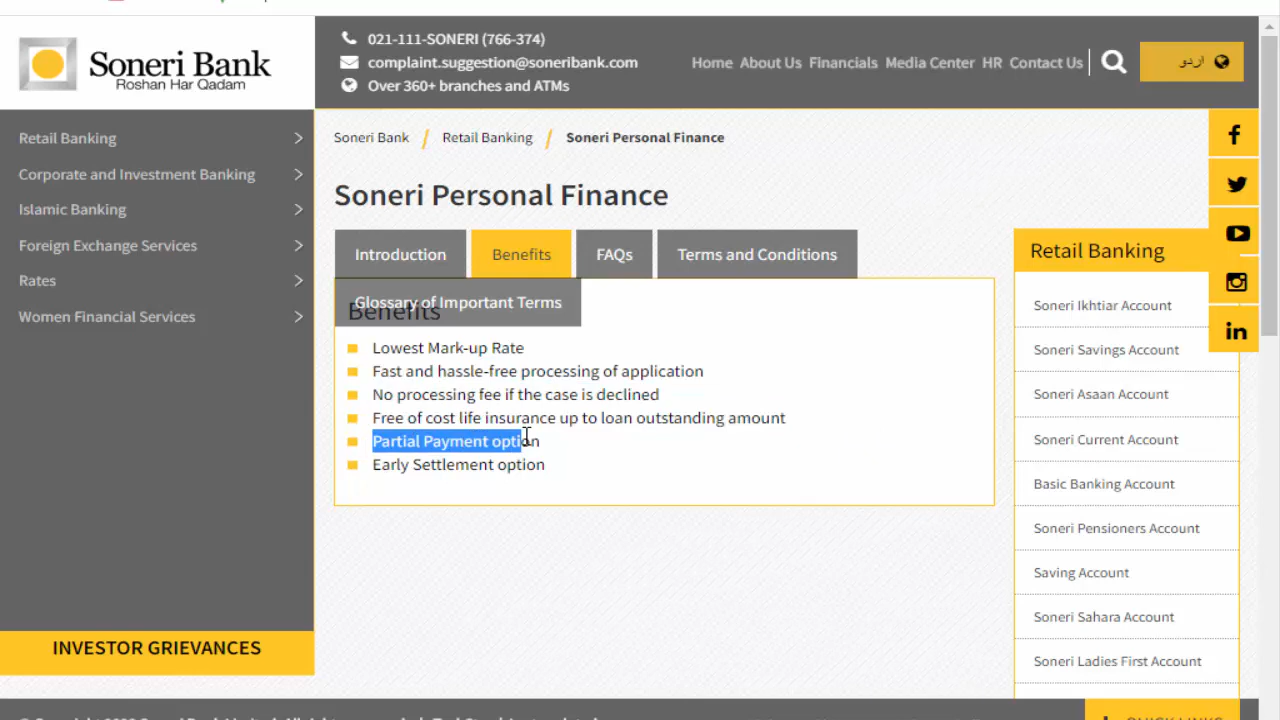 Soneri Bank
Roshan Har Qadam
021-111-SONERI (766-374)
complaint.suggestion@soneribank.com
Over 360+ branches and ATMs
Home About Us Financials Media Center HR Contact Us
اردو
Retail Banking
Corporate and Investment Banking
Islamic Banking
Foreign Exchange Services
Rates
Women Financial Services
INVESTOR GRIEVANCES
Soneri Bank / Retail Banking / Soneri Personal Finance
Soneri Personal Finance
Introduction
Benefits
FAQs
Terms and Conditions
Glossary of Important Terms
Benefits
Lowest Mark-up Rate
Fast and hassle-free processing of application
No processing fee if the case is declined
Free of cost life insurance up to loan outstanding amount
Partial Payment option
Early Settlement option
Retail Banking
Soneri Ikhtiar Account
Soneri Savings Account
Soneri Asaan Account
Soneri Current Account
Basic Banking Account
Soneri Pensioners Account
Saving Account
Soneri Sahara Account
Soneri Ladies First Account
QUICK LINKS